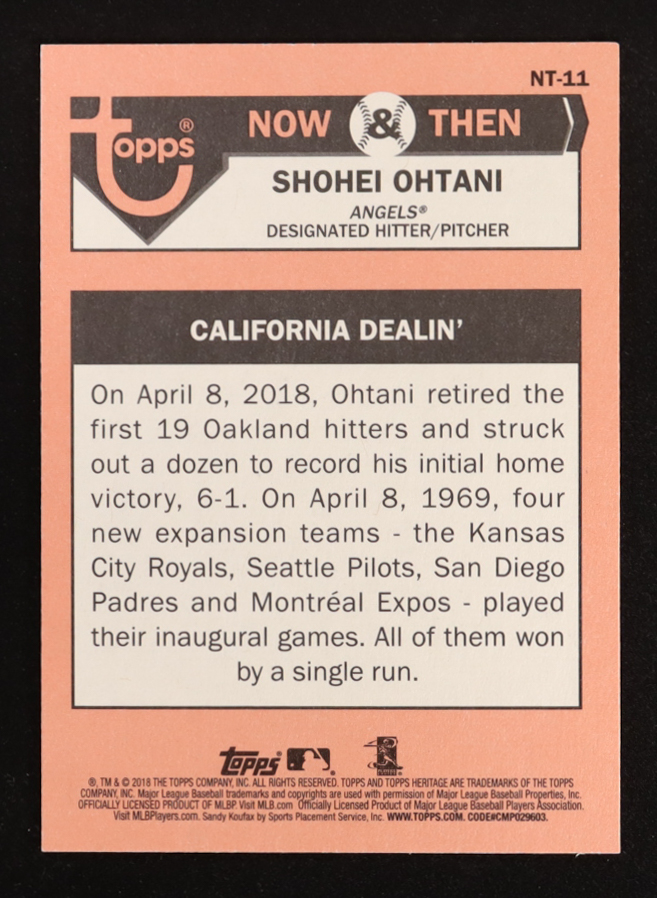 NT-11
topps®
NOW & THEN
SHOHEI OHTANI
ANGELS®
DESIGNATED HITTER/PITCHER
CALIFORNIA DEALIN'
On April 8, 2018, Ohtani retired the
first 19 Oakland hitters and struck
out a dozen to record his initial home
victory, 6-1. On April 8, 1969, four
new expansion teams - the Kansas
City Royals, Seattle Pilots, San Diego
Padres and Montréal Expos - played
their inaugural games. All of them won
by a single run.
topps
®, TM & © 2018 THE TOPPS COMPANY, INC. ALL RIGHTS RESERVED. TOPPS AND TOPPS HERITAGE ARE TRADEMARKS OF THE TOPPS
COMPANY, INC. Major League Baseball trademarks and copyrights are used with permission of Major League Baseball Properties, Inc.
OFFICIALLY LICENSED PRODUCT OF MLBP. Visit MLB.com Officially Licensed Product of Major League Baseball Players Association.
Visit MLBPlayers.com. Sandy Koufax by Sports Placement Service, Inc. WWW.TOPPS.COM. CODE#CMP029603.